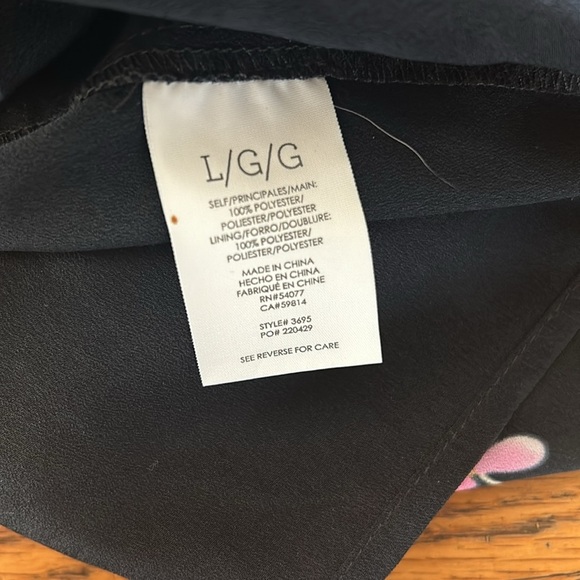 L/G/G
SELF/PRINCIPALES/MAIN:
100% POLYESTER/
POLIESTER/POLYESTER
LINING/FORRO/DOUBLURE:
100% POLYESTER/
POLIESTER/POLYESTER
MADE IN CHINA
HECHO EN CHINA
FABRIQUÉ EN CHINE
RN#54077
CA#59814
STYLE# 3695
PO# 220429
SEE REVERSE FOR CARE